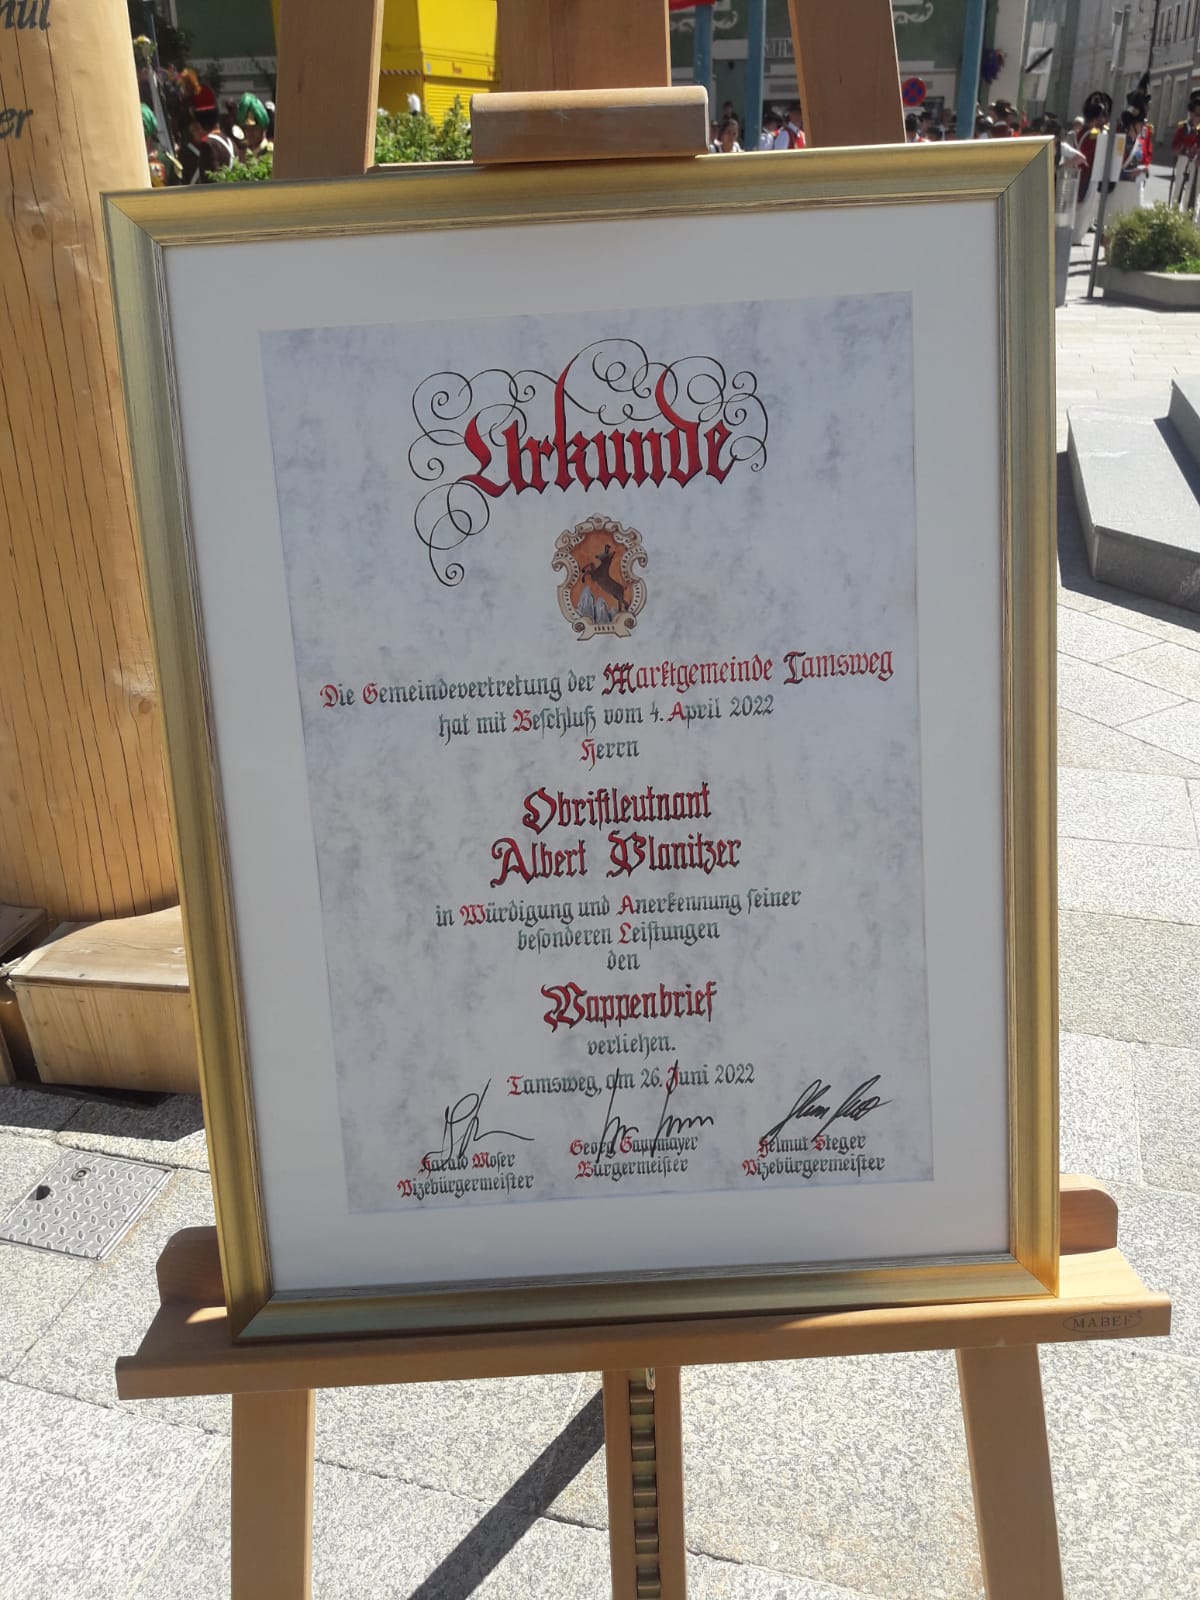 er
Urkunde
Die Gemeindevertretung der Marktgemeinde Tamsweg
hat mit Beschluß vom 4. April 2022
Herrn
Obristleutnant
Albert Planitzer
in Würdigung und Anerkennung seiner
besonderen Leistungen
den
Wappenbrief
verliehen.
Tamsweg, am 26. Juni 2022
Harald Moser
Vizebürgermeister
Georg Gappmayer
Bürgermeister
Helmut Steger
Vizebürgermeister
MABEF